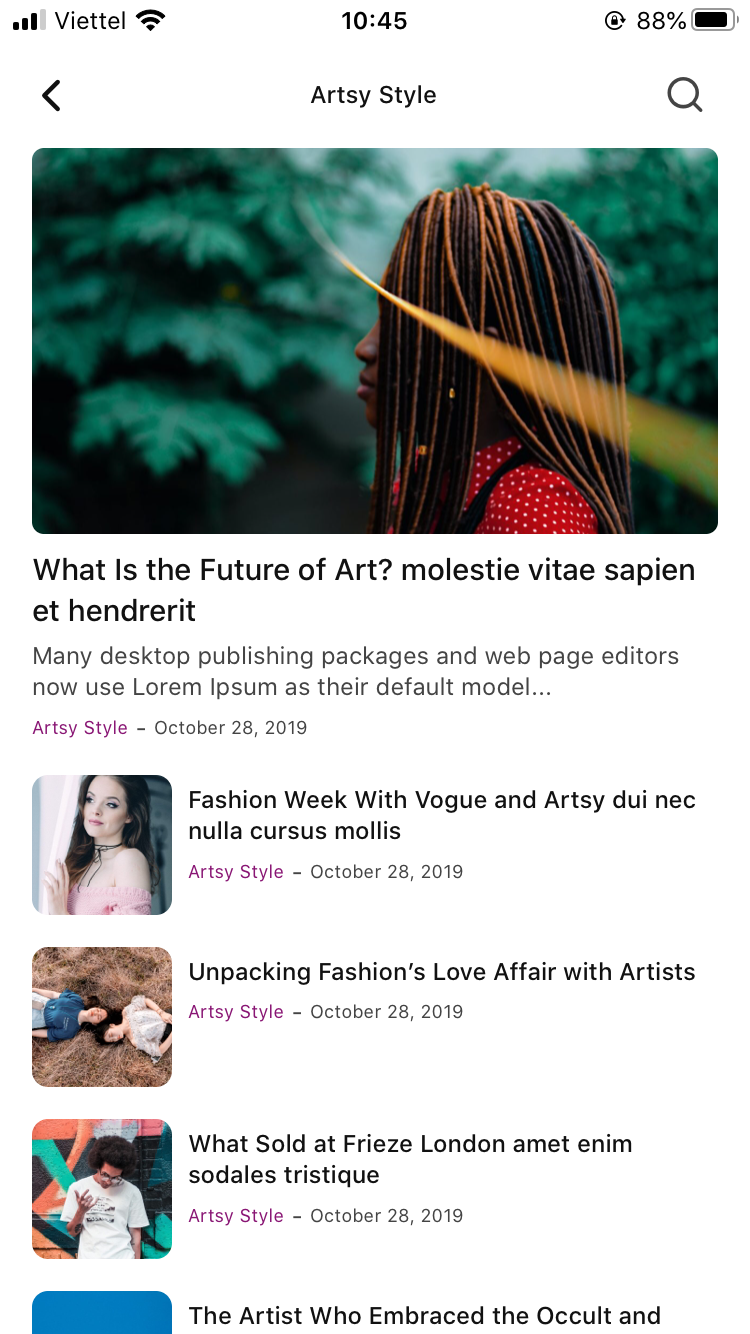 Viettel 10:45 88%
Artsy Style
What Is the Future of Art? molestie vitae sapien
et hendrerit
Many desktop publishing packages and web page editors
now use Lorem Ipsum as their default model...
Artsy Style – October 28, 2019
Fashion Week With Vogue and Artsy dui nec
nulla cursus mollis
Artsy Style – October 28, 2019
Unpacking Fashion’s Love Affair with Artists
Artsy Style – October 28, 2019
What Sold at Frieze London amet enim
sodales tristique
Artsy Style – October 28, 2019
The Artist Who Embraced the Occult and